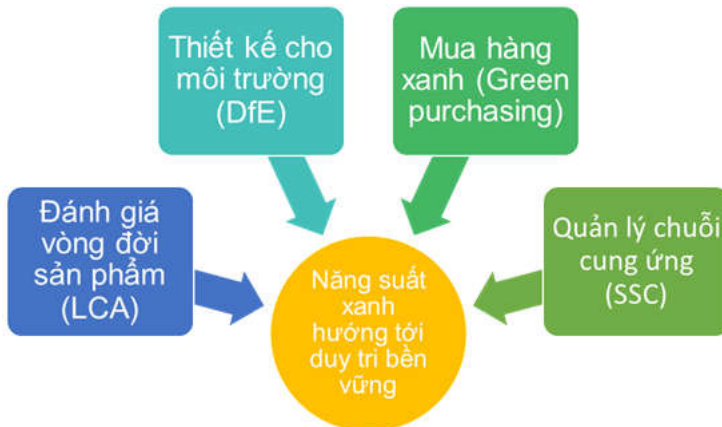 Thiết kế cho
môi trường
(DfE)
Mua hàng
xanh (Green
purchasing)
Đánh giá
vòng đời
sản phẩm
(LCA)
Quản lý chuỗi
cung ứng
(SSC)
Năng suất
xanh
hướng tới
duy trì bền
vững